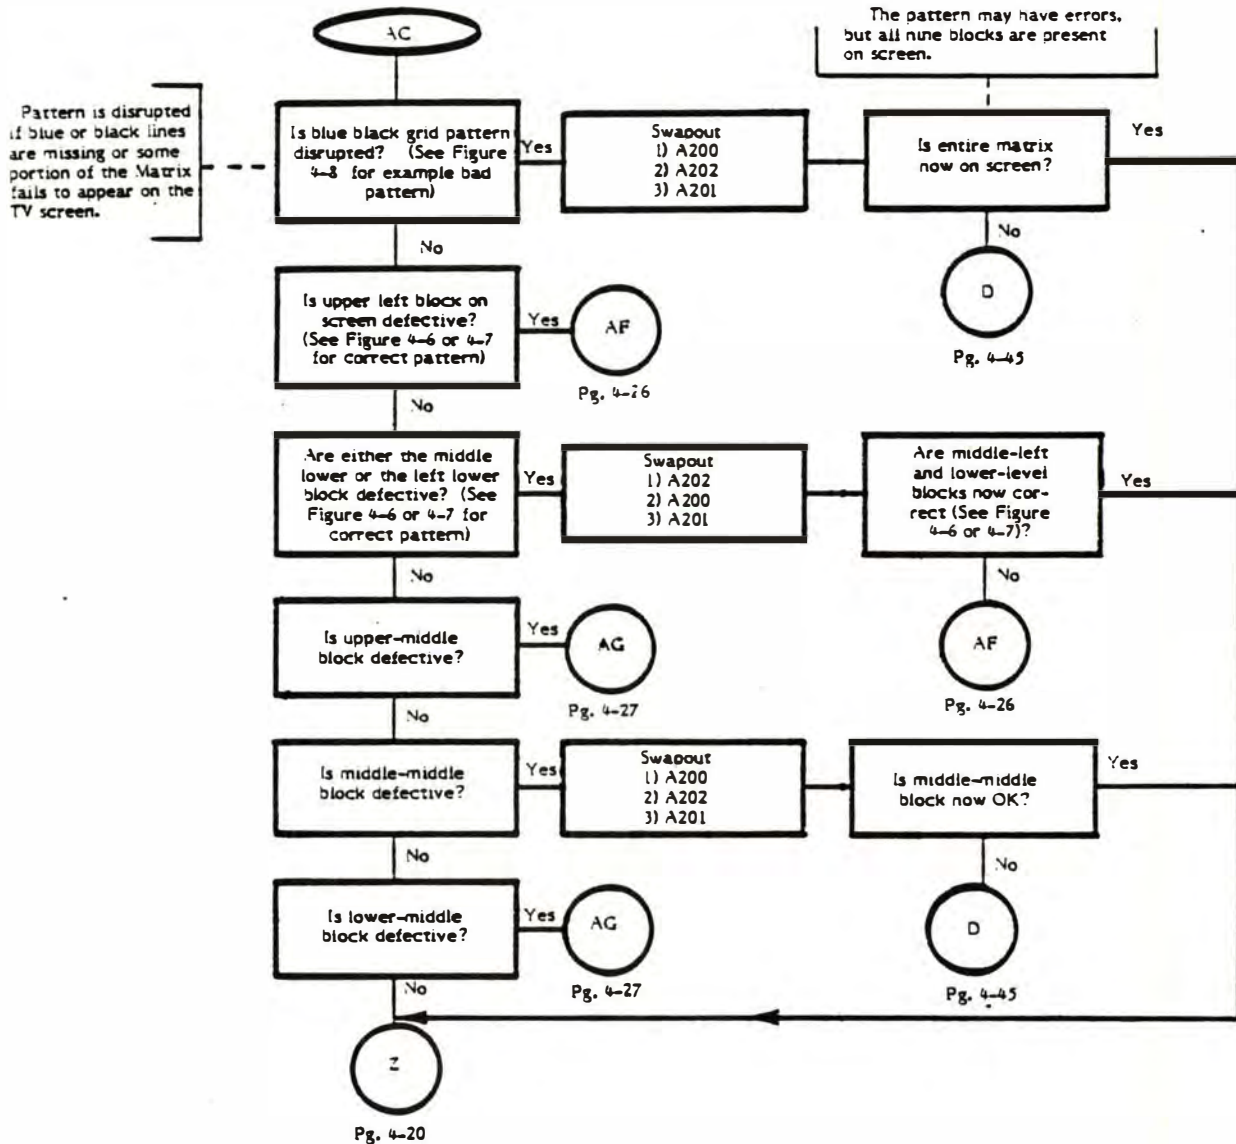 AC
The pattern may have errors,
but all nine blocks are present
on screen.
Pattern is disrupted
if blue or black lines
are missing or some
portion of the Matrix
fails to appear on the
TV screen.
Is blue black grid pattern
disrupted? (See Figure
4-8 for example bad
pattern)
Yes
Swapout
1) A200
2) A202
3) A201
Is entire matrix
now on screen?
Yes
No
No
D
Pg. 4-45
Is upper left block on
screen defective?
(See Figure 4-6 or 4-7
for correct pattern)
Yes
AF
Pg. 4-26
No
Are either the middle
lower or the left lower
block defective? (See
Figure 4-6 or 4-7 for
correct pattern)
Yes
Swapout
1) A202
2) A200
3) A201
Are middle-left
and lower-level
blocks now cor-
rect (See Figure
4-6 or 4-7)?
Yes
No
No
AF
Pg. 4-26
Is upper-middle
block defective?
Yes
AG
Pg. 4-27
No
Is middle-middle
block defective?
Yes
Swapout
1) A200
2) A202
3) A201
Is middle-middle
block now OK?
Yes
No
No
D
Pg. 4-45
Is lower-middle
block defective?
Yes
AG
Pg. 4-27
No
Z
Pg. 4-20